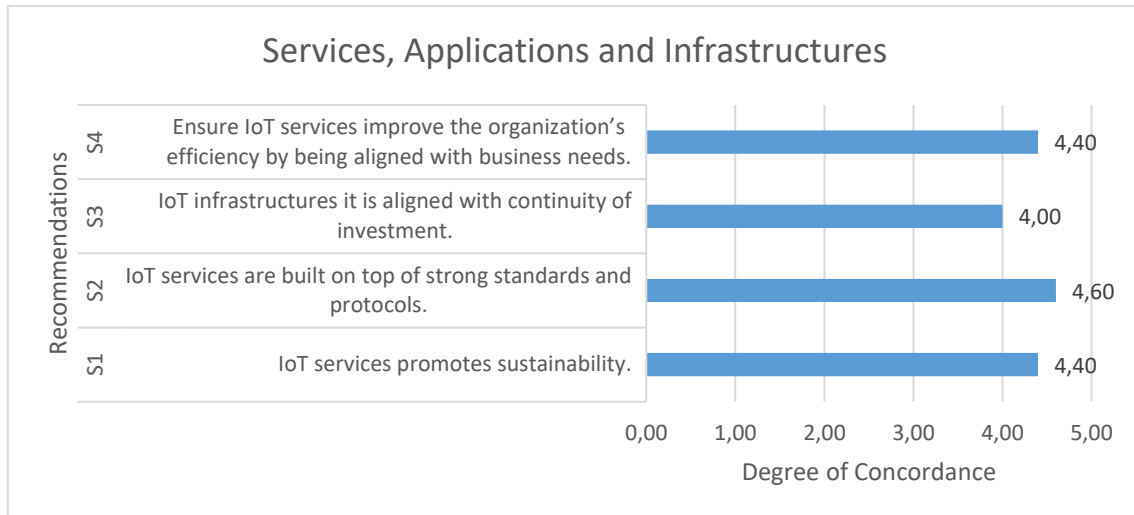 Services, Applications and Infrastructures
Recommendations
S4
Ensure IoT services improve the organization’s
efficiency by being aligned with business needs.
4,40
S3
IoT infrastructures it is aligned with continuity of
investment.
4,00
S2
IoT services are built on top of strong standards and
protocols.
4,60
S1
IoT services promotes sustainability.
4,40
0,00 1,00 2,00 3,00 4,00 5,00
Degree of Concordance